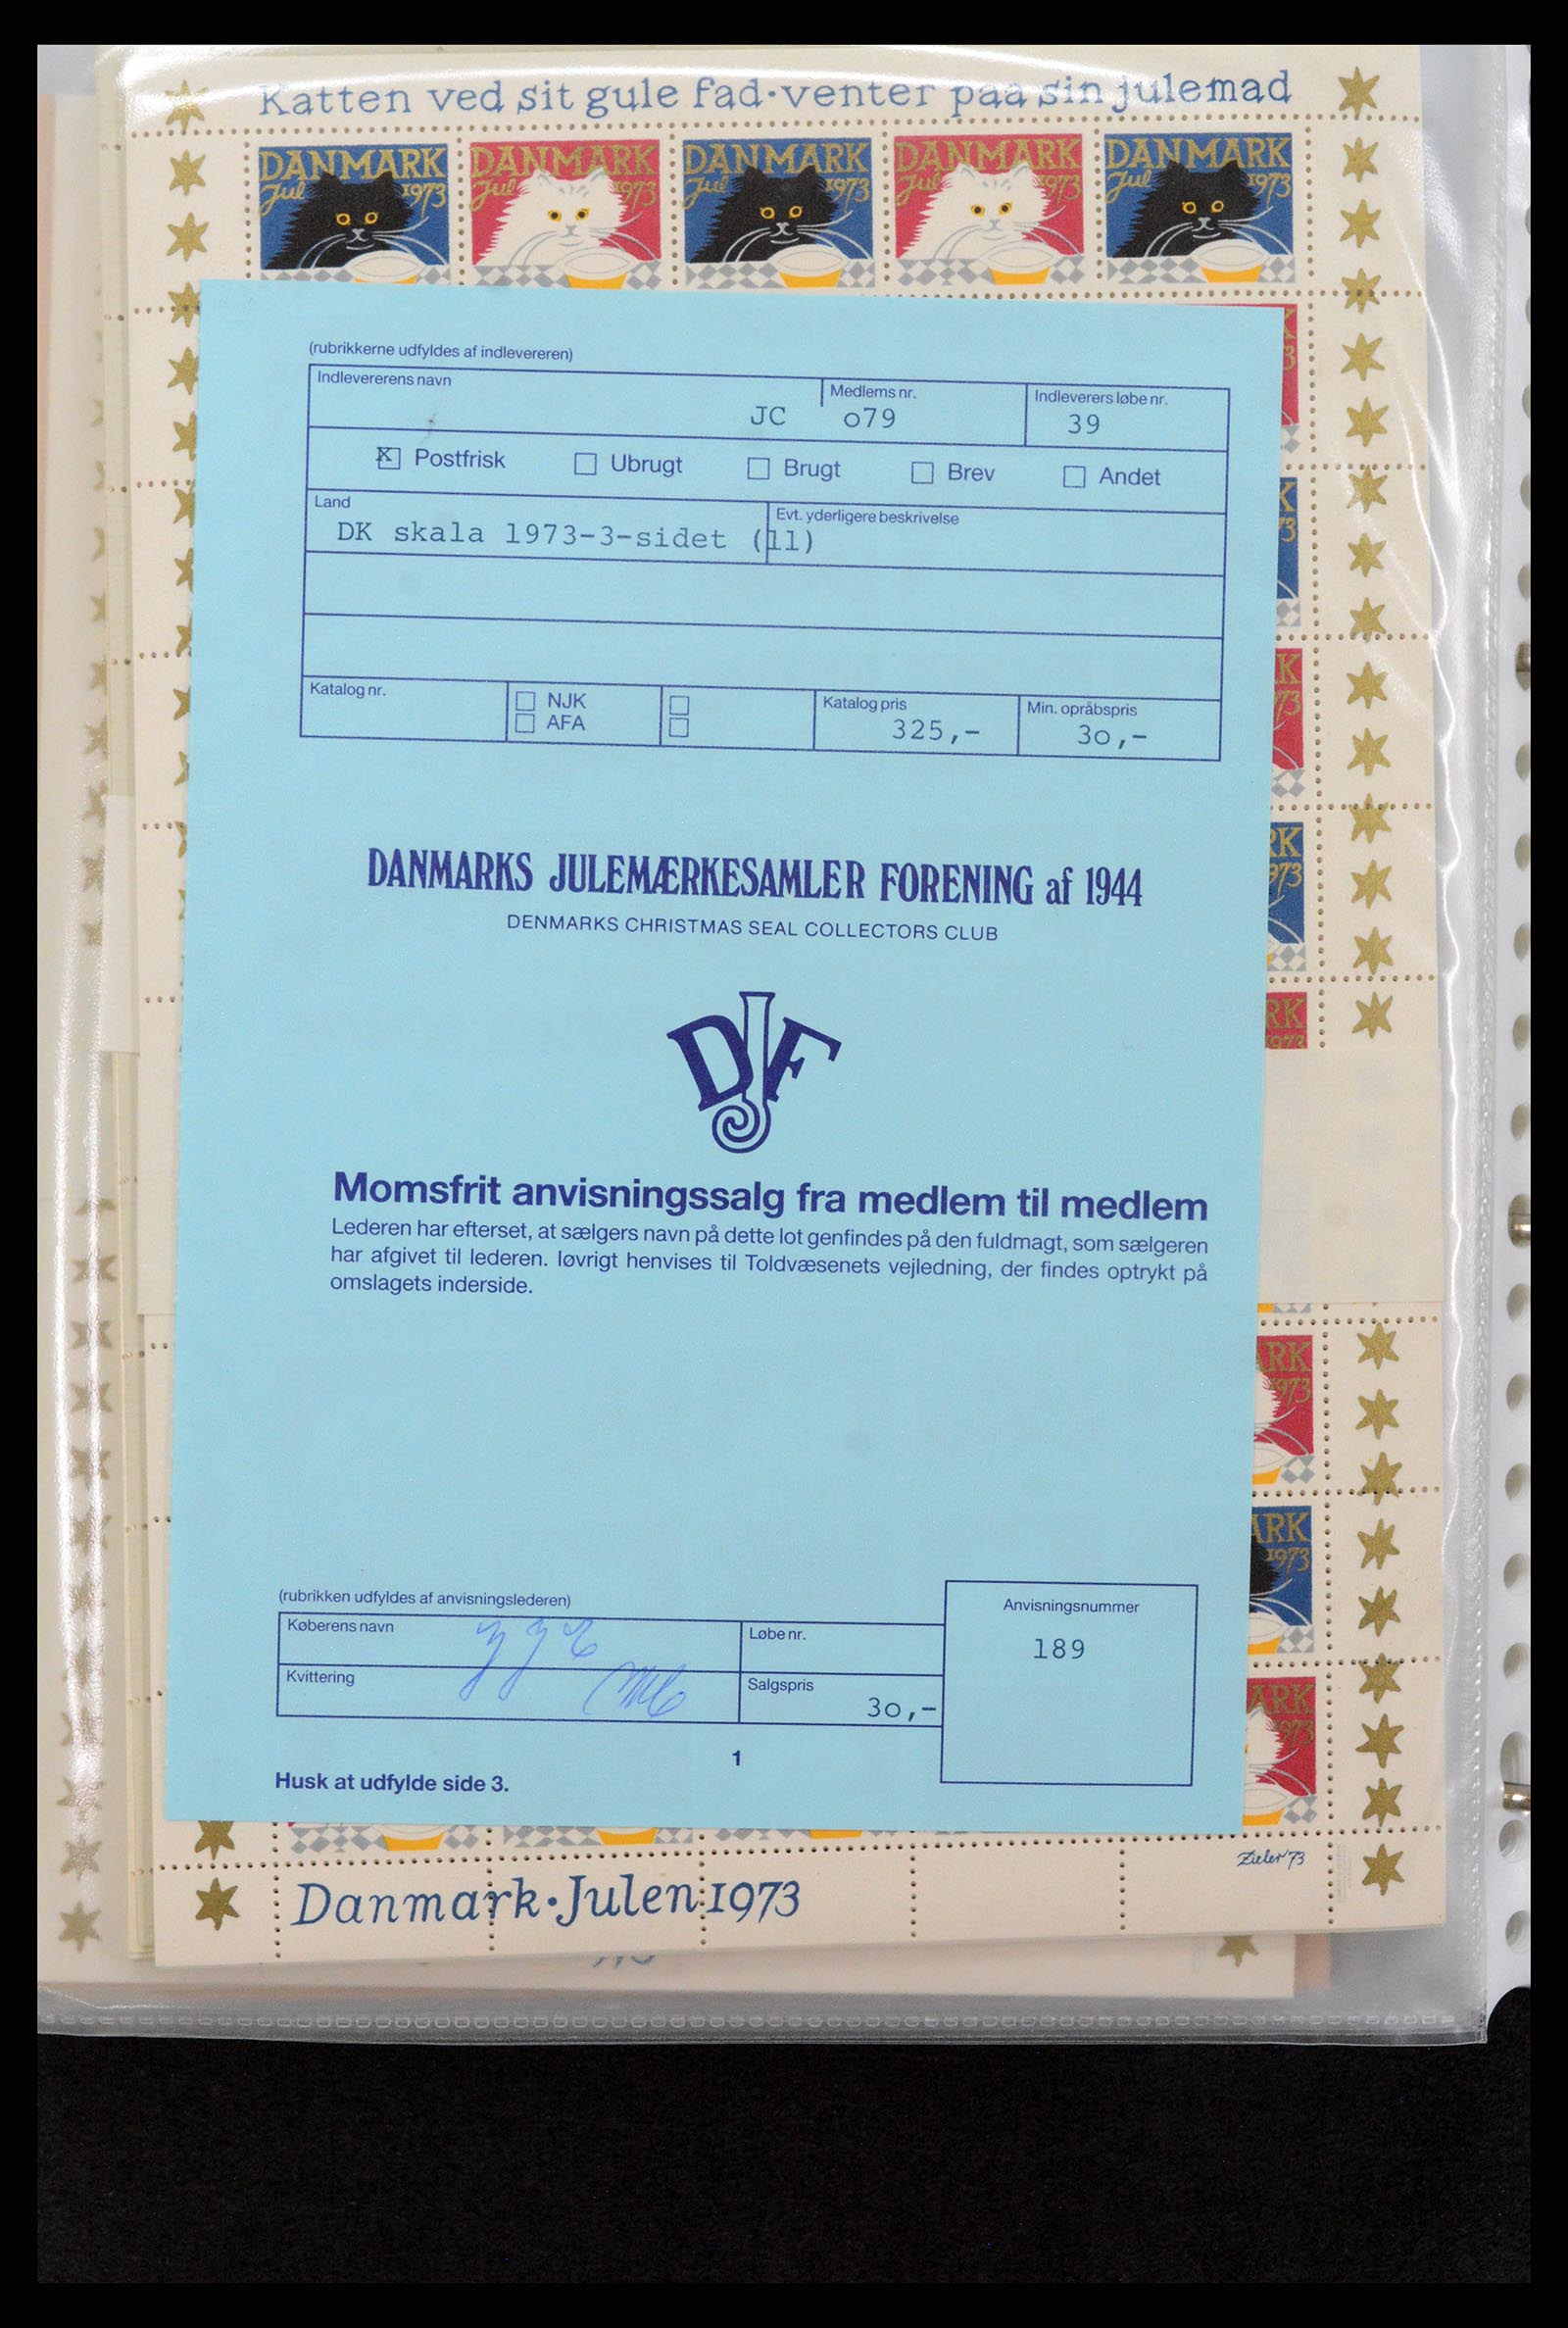 Katten ved sit gule fad·venter paa sin julemad
DANMARK DANMARK DANMARK DANMARK DANMARK
Jul 1973 Jul 1973 Jul 1973 Jul 1973 Jul 1973
(rubrikkerne udfyldes af indlevereren)
Indlevererens navn Medlems nr. Indleverers løbe nr.
JC o79 39
X Postfrisk Ubrugt Brugt Brev Andet
Land Evt. yderligere beskrivelse
DK skala 1973-3-sidet (11)
Katalog nr. NJK Katalog pris Min. opråbspris
AFA 325,- 3o,-
DANMARKS JULEMÆRKESAMLER FORENING af 1944
DENMARKS CHRISTMAS SEAL COLLECTORS CLUB
DJF
Momsfrit anvisningssalg fra medlem til medlem
Lederen har efterset, at sælgers navn på dette lot genfindes på den fuldmagt, som sælgeren
har afgivet til lederen. Iøvrigt henvises til Toldvæsenets vejledning, der findes optrykt på
omslagets inderside.
(rubrikken udfyldes af anvisningslederen)
Køberens navn Løbe nr. Anvisningsnummer
189
Kvittering Salgspris
3o,-
1
Husk at udfylde side 3.
Zieler 73
Danmark·Julen 1973